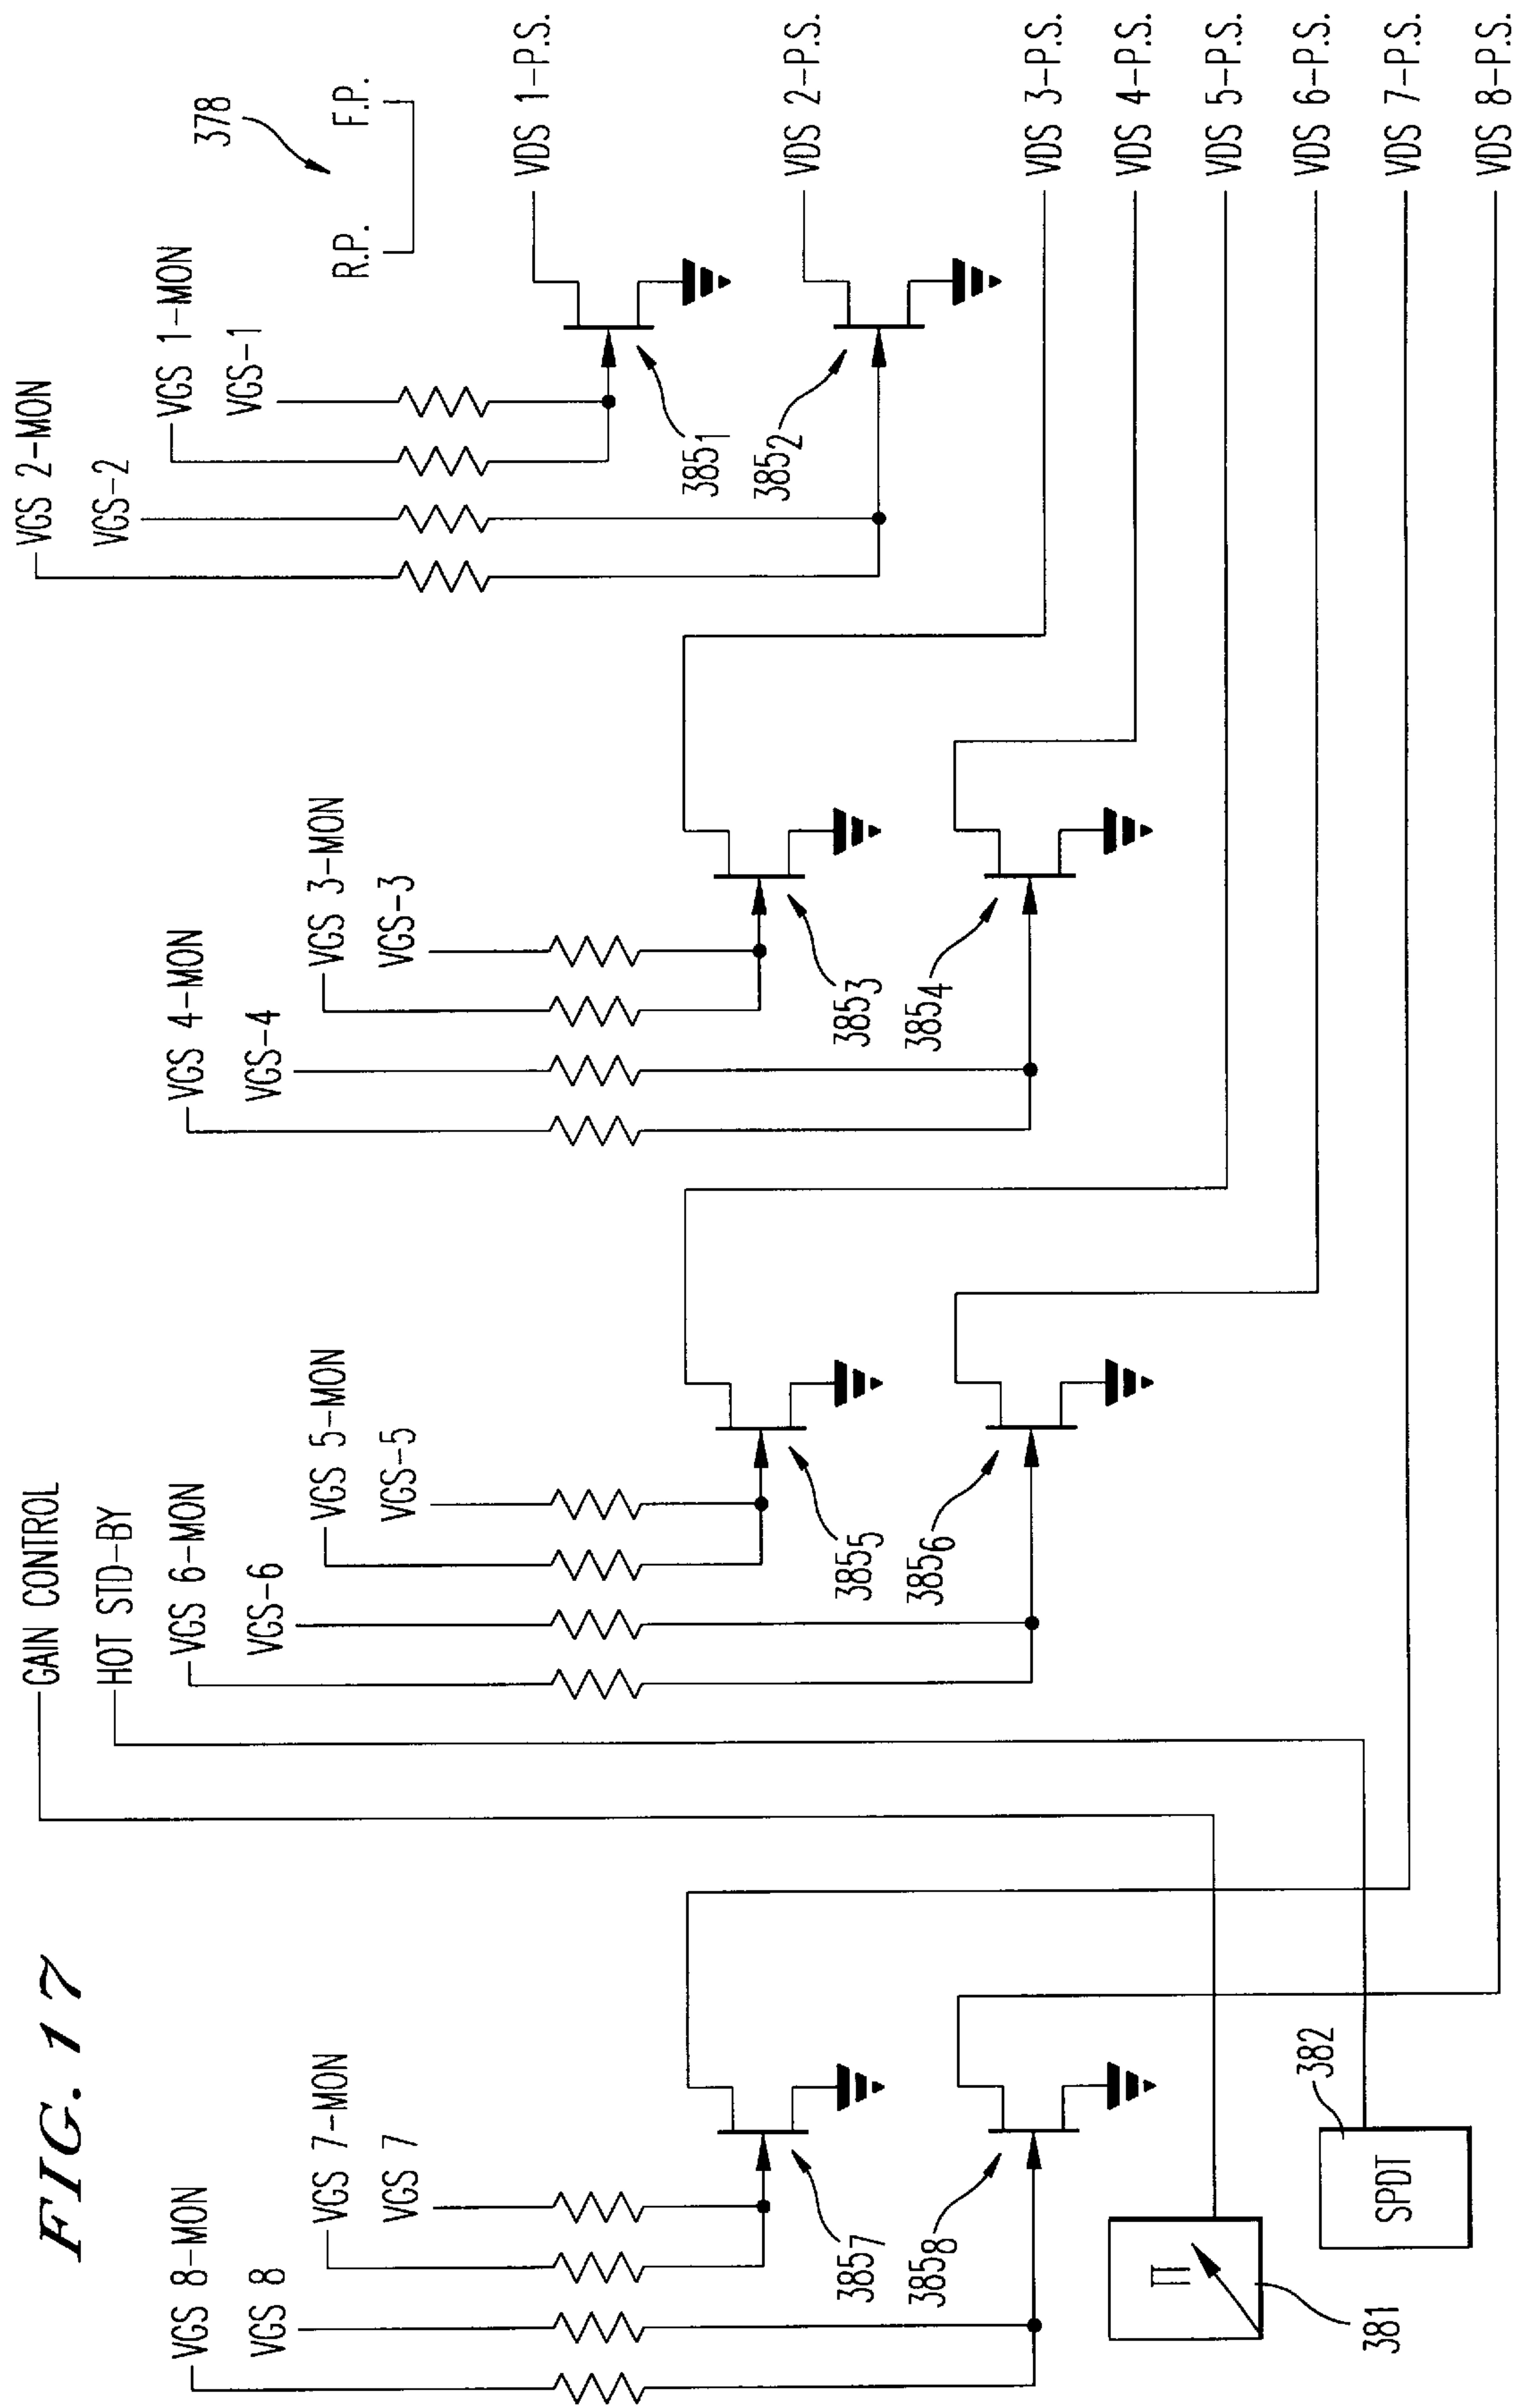 FIG. 17
GAIN CONTROL
HOT STD-BY
VGS 2-MON
VGS-2
VGS 1-MON
VGS-1
378
R.P. F.P.
VGS 4-MON
VGS-4
VGS 3-MON
VGS-3
VGS 6-MON
VGS-6
VGS 5-MON
VGS-5
VGS 8-MON
VGS 8
VGS 7-MON
VGS 7
385₁
385₂
385₃
385₄
385₅
385₆
385₇
385₈
VDS 1-P.S.
VDS 2-P.S.
VDS 3-P.S.
VDS 4-P.S.
VDS 5-P.S.
VDS 6-P.S.
VDS 7-P.S.
VDS 8-P.S.
π
381
SPDT
382